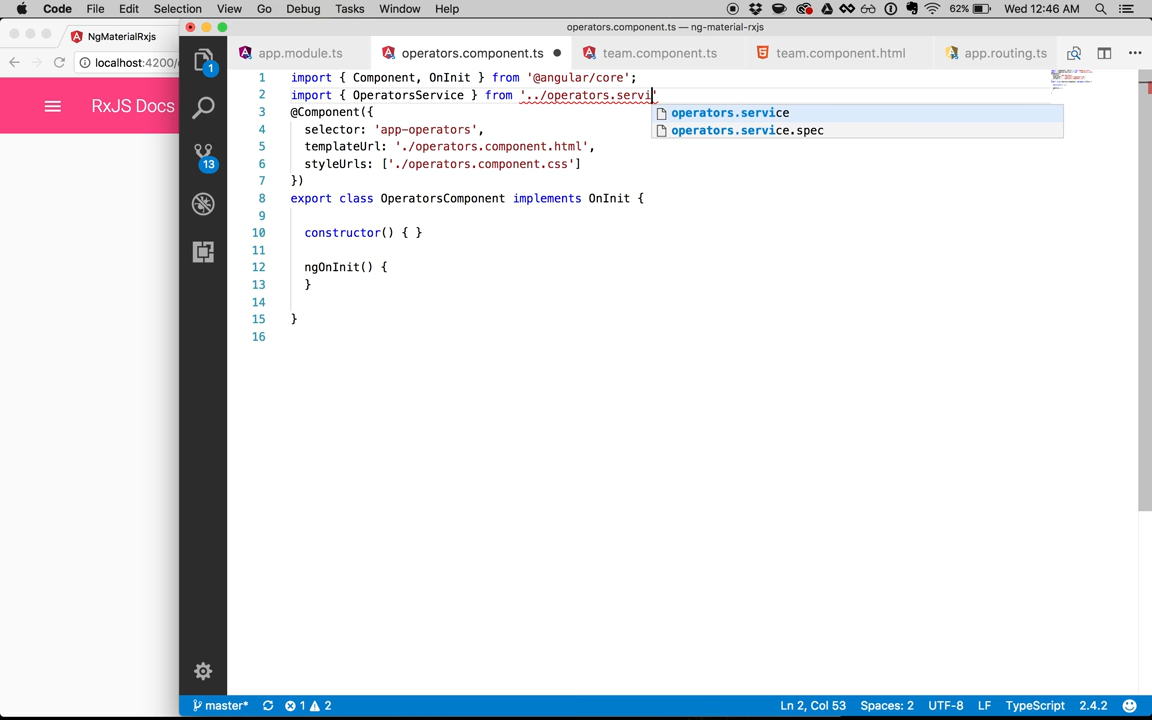 Code File Edit Selection View Go Debug Tasks Window Help 62% Wed 12:46 AM
operators.component.ts — ng-material-rxjs
NgMaterialRxjs
app.module.ts operators.component.ts team.component.ts team.component.html app.routing.ts
localhost:4200/
RxJS Docs
1 import { Component, OnInit } from '@angular/core';
2 import { OperatorsService } from '../operators.servi'
operators.service
operators.service.spec
3 @Component({
4 selector: 'app-operators',
5 templateUrl: './operators.component.html',
6 styleUrls: ['./operators.component.css']
7 })
8 export class OperatorsComponent implements OnInit {
9
10 constructor() { }
11
12 ngOnInit() {
13 }
14
15 }
16
1
13
master* 1 2 Ln 2, Col 53 Spaces: 2 UTF-8 LF TypeScript 2.4.2